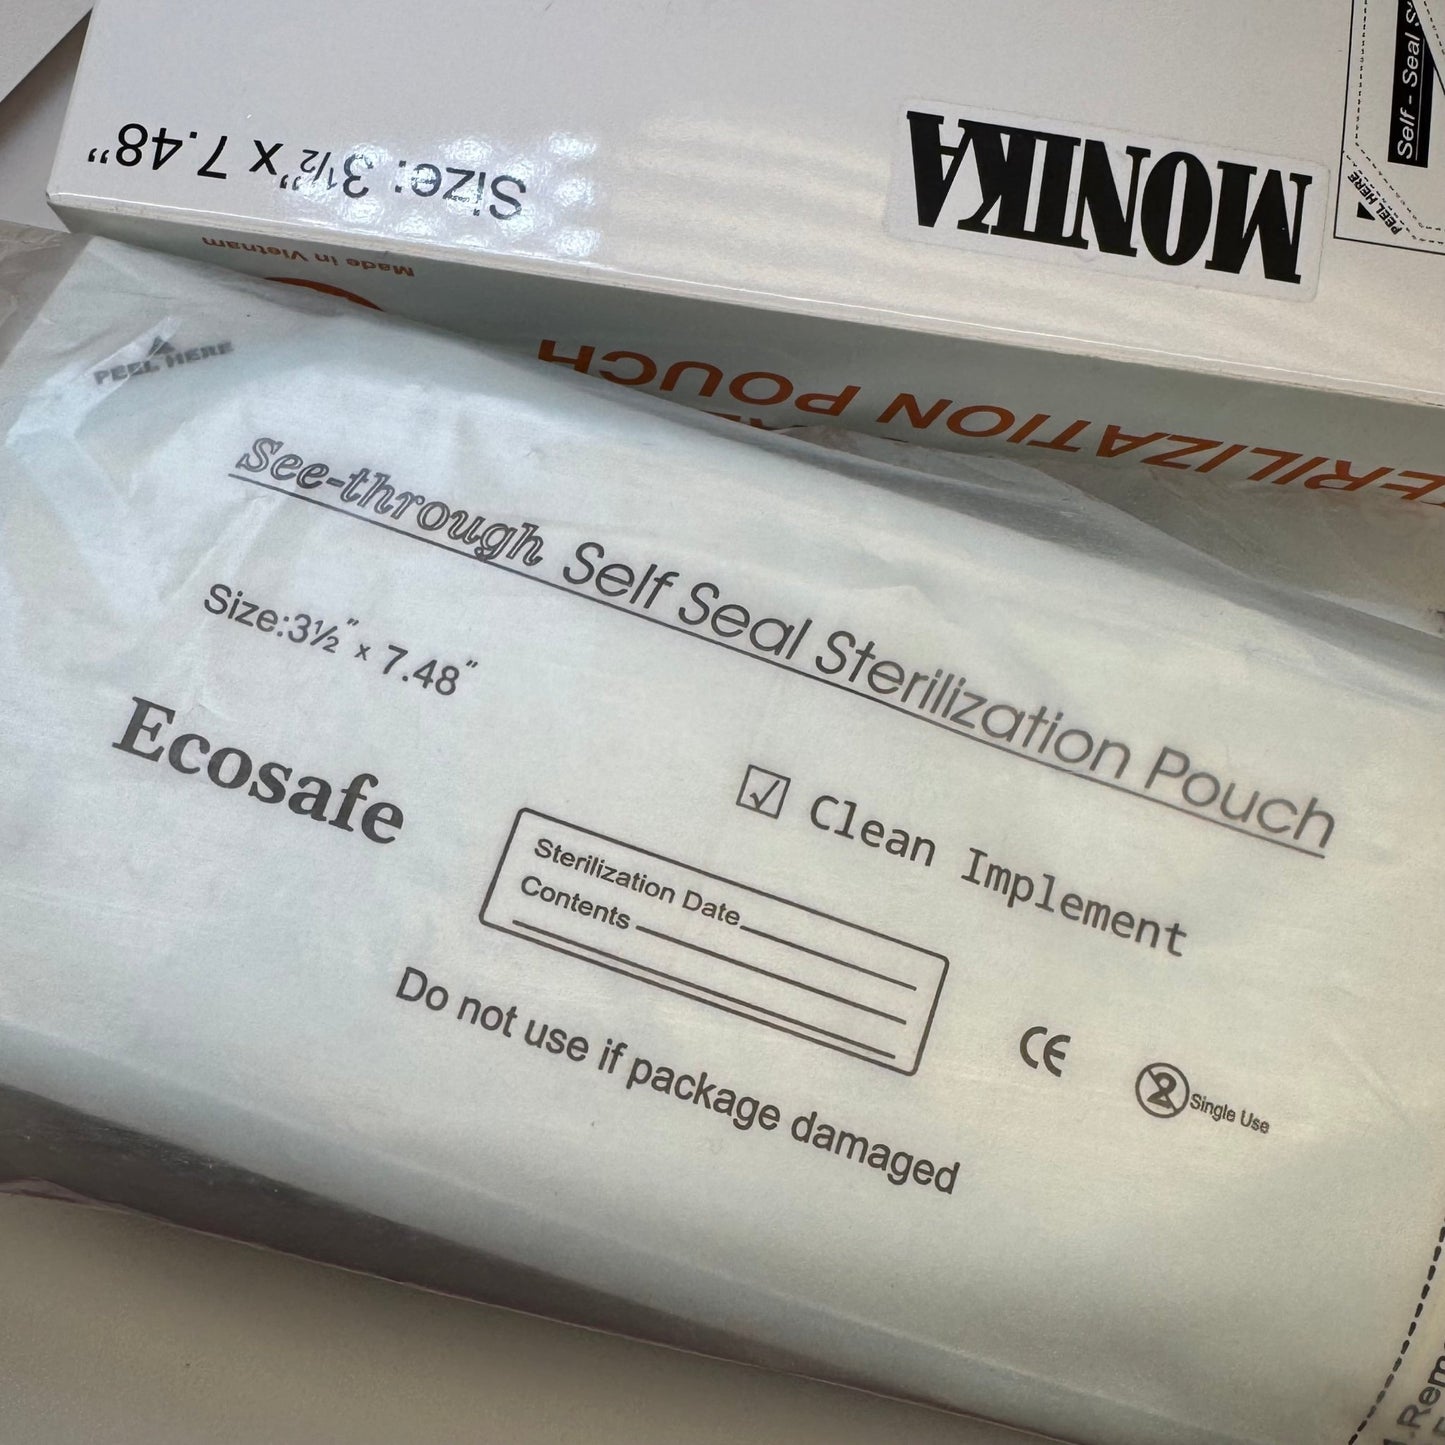 Size: 3½" x 7.48"
MONIKA
Self - Seal
PEEL HERE
Made in Vietnam
STERILIZATION POUCH
PEEL HERE
See-through Self Seal Sterilization Pouch
Size:3½" x 7.48"
Ecosafe
☑ Clean Implement
Sterilization Date
Contents
Do not use if package damaged
CE
2 Single Use